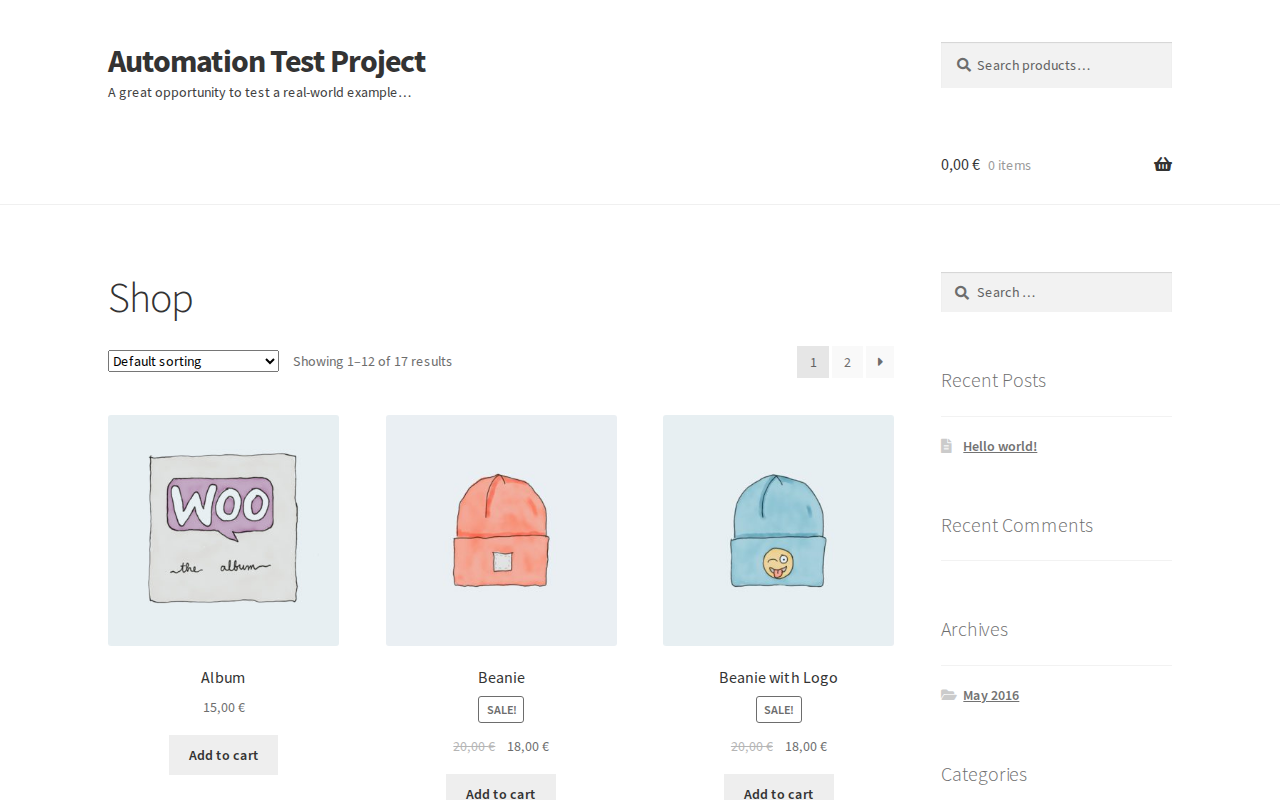 Automation Test Project
A great opportunity to test a real-world example…
Search products…
0,00 € 0 items
Shop
Default sorting
Showing 1–12 of 17 results
1 2
WOO
the album
Album
15,00 €
Add to cart
Beanie
SALE!
20,00 € 18,00 €
Add to cart
Beanie with Logo
SALE!
20,00 € 18,00 €
Add to cart
Search …
Recent Posts
Hello world!
Recent Comments
Archives
May 2016
Categories